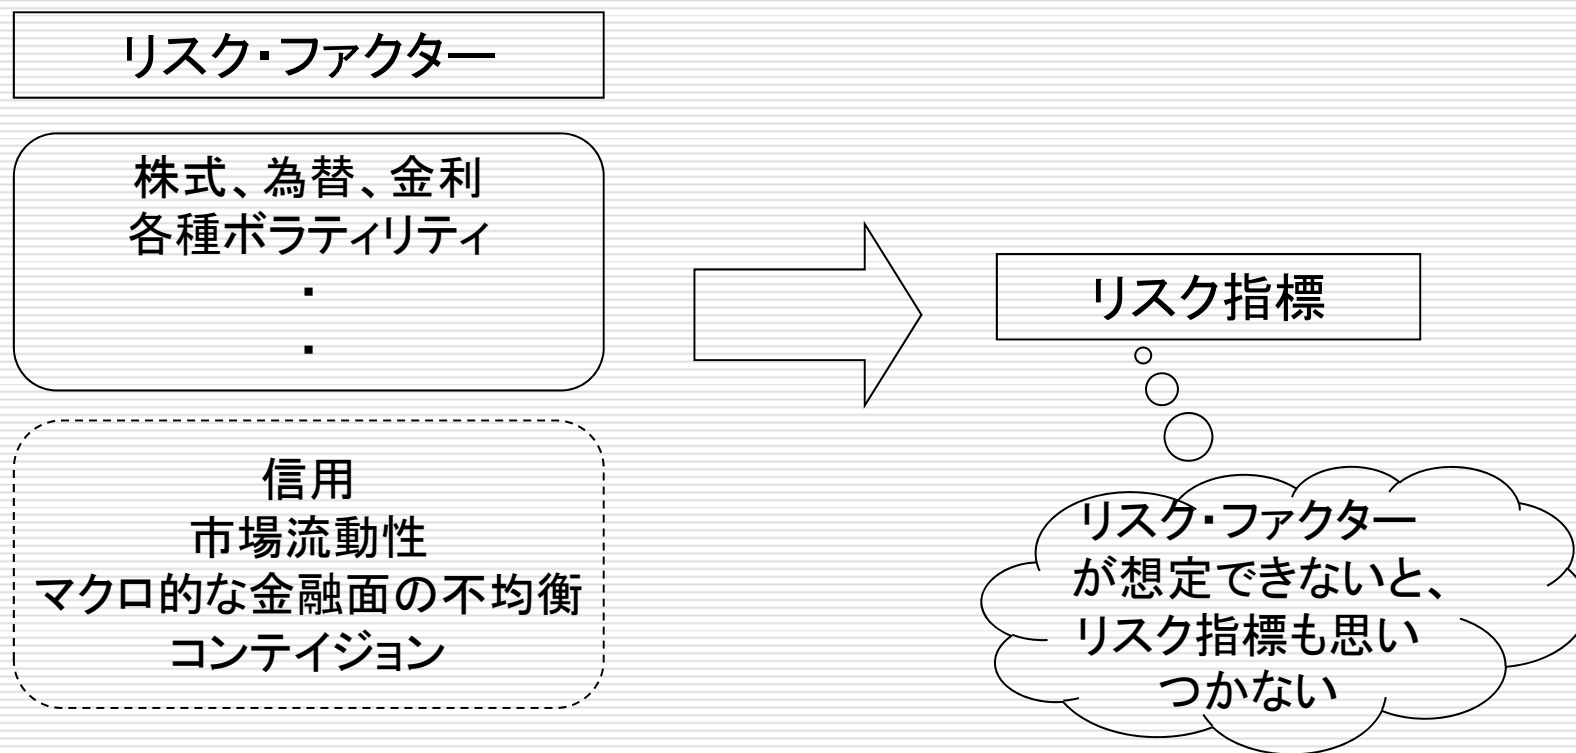 リスク・ファクター
株式、為替、金利
各種ボラティリティ
・
・
信用
市場流動性
マクロ的な金融面の不均衡
コンテイジョン
リスク指標
リスク・ファクター
が想定できないと、
リスク指標も思い
つかない